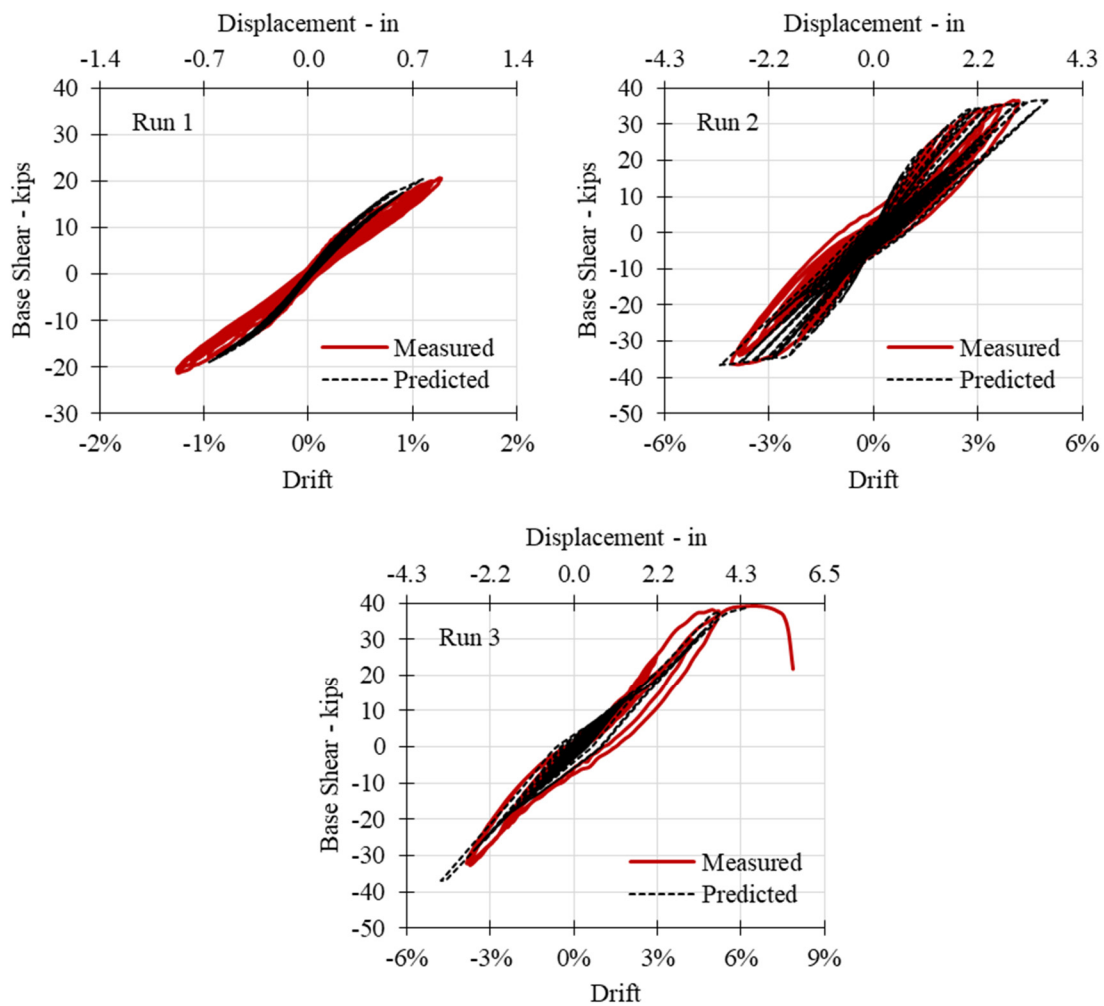 Displacement - in
-1.4 -0.7 0.0 0.7 1.4
40
30
20
10
0
-10
-20
-30
Base Shear - kips
Run 1
Measured
Predicted
-2% -1% 0% 1% 2%
Drift
Displacement - in
-4.3 -2.2 0.0 2.2 4.3
40
30
20
10
0
-10
-20
-30
-40
-50
Base Shear - kips
Run 2
Measured
Predicted
-6% -3% 0% 3% 6%
Drift
Displacement - in
-4.3 -2.2 0.0 2.2 4.3 6.5
40
30
20
10
0
-10
-20
-30
-40
-50
Base Shear - kips
Run 3
Measured
Predicted
-6% -3% 0% 3% 6% 9%
Drift